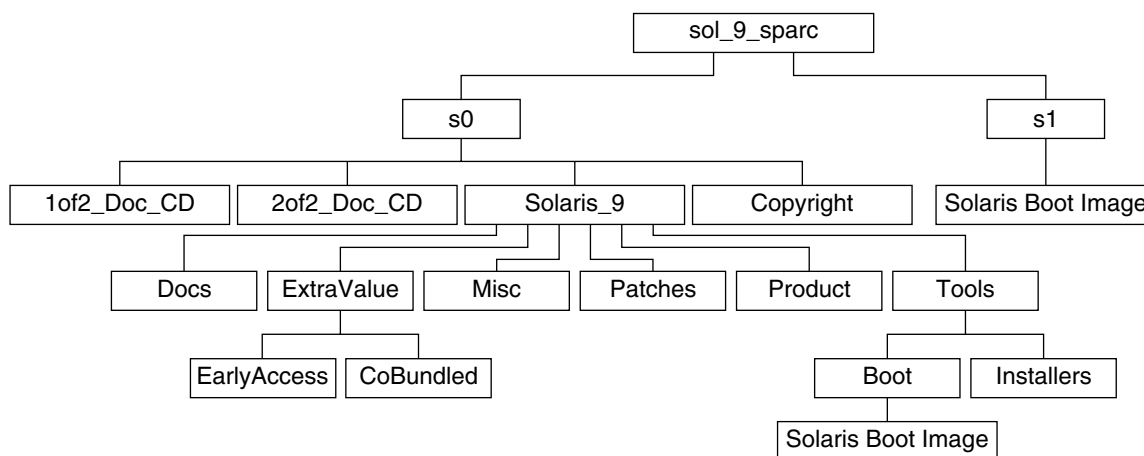 sol_9_sparc
s0
s1
1of2_Doc_CD
2of2_Doc_CD
Solaris_9
Copyright
Solaris Boot Image
Docs
ExtraValue
Misc
Patches
Product
Tools
EarlyAccess
CoBundled
Boot
Installers
Solaris Boot Image